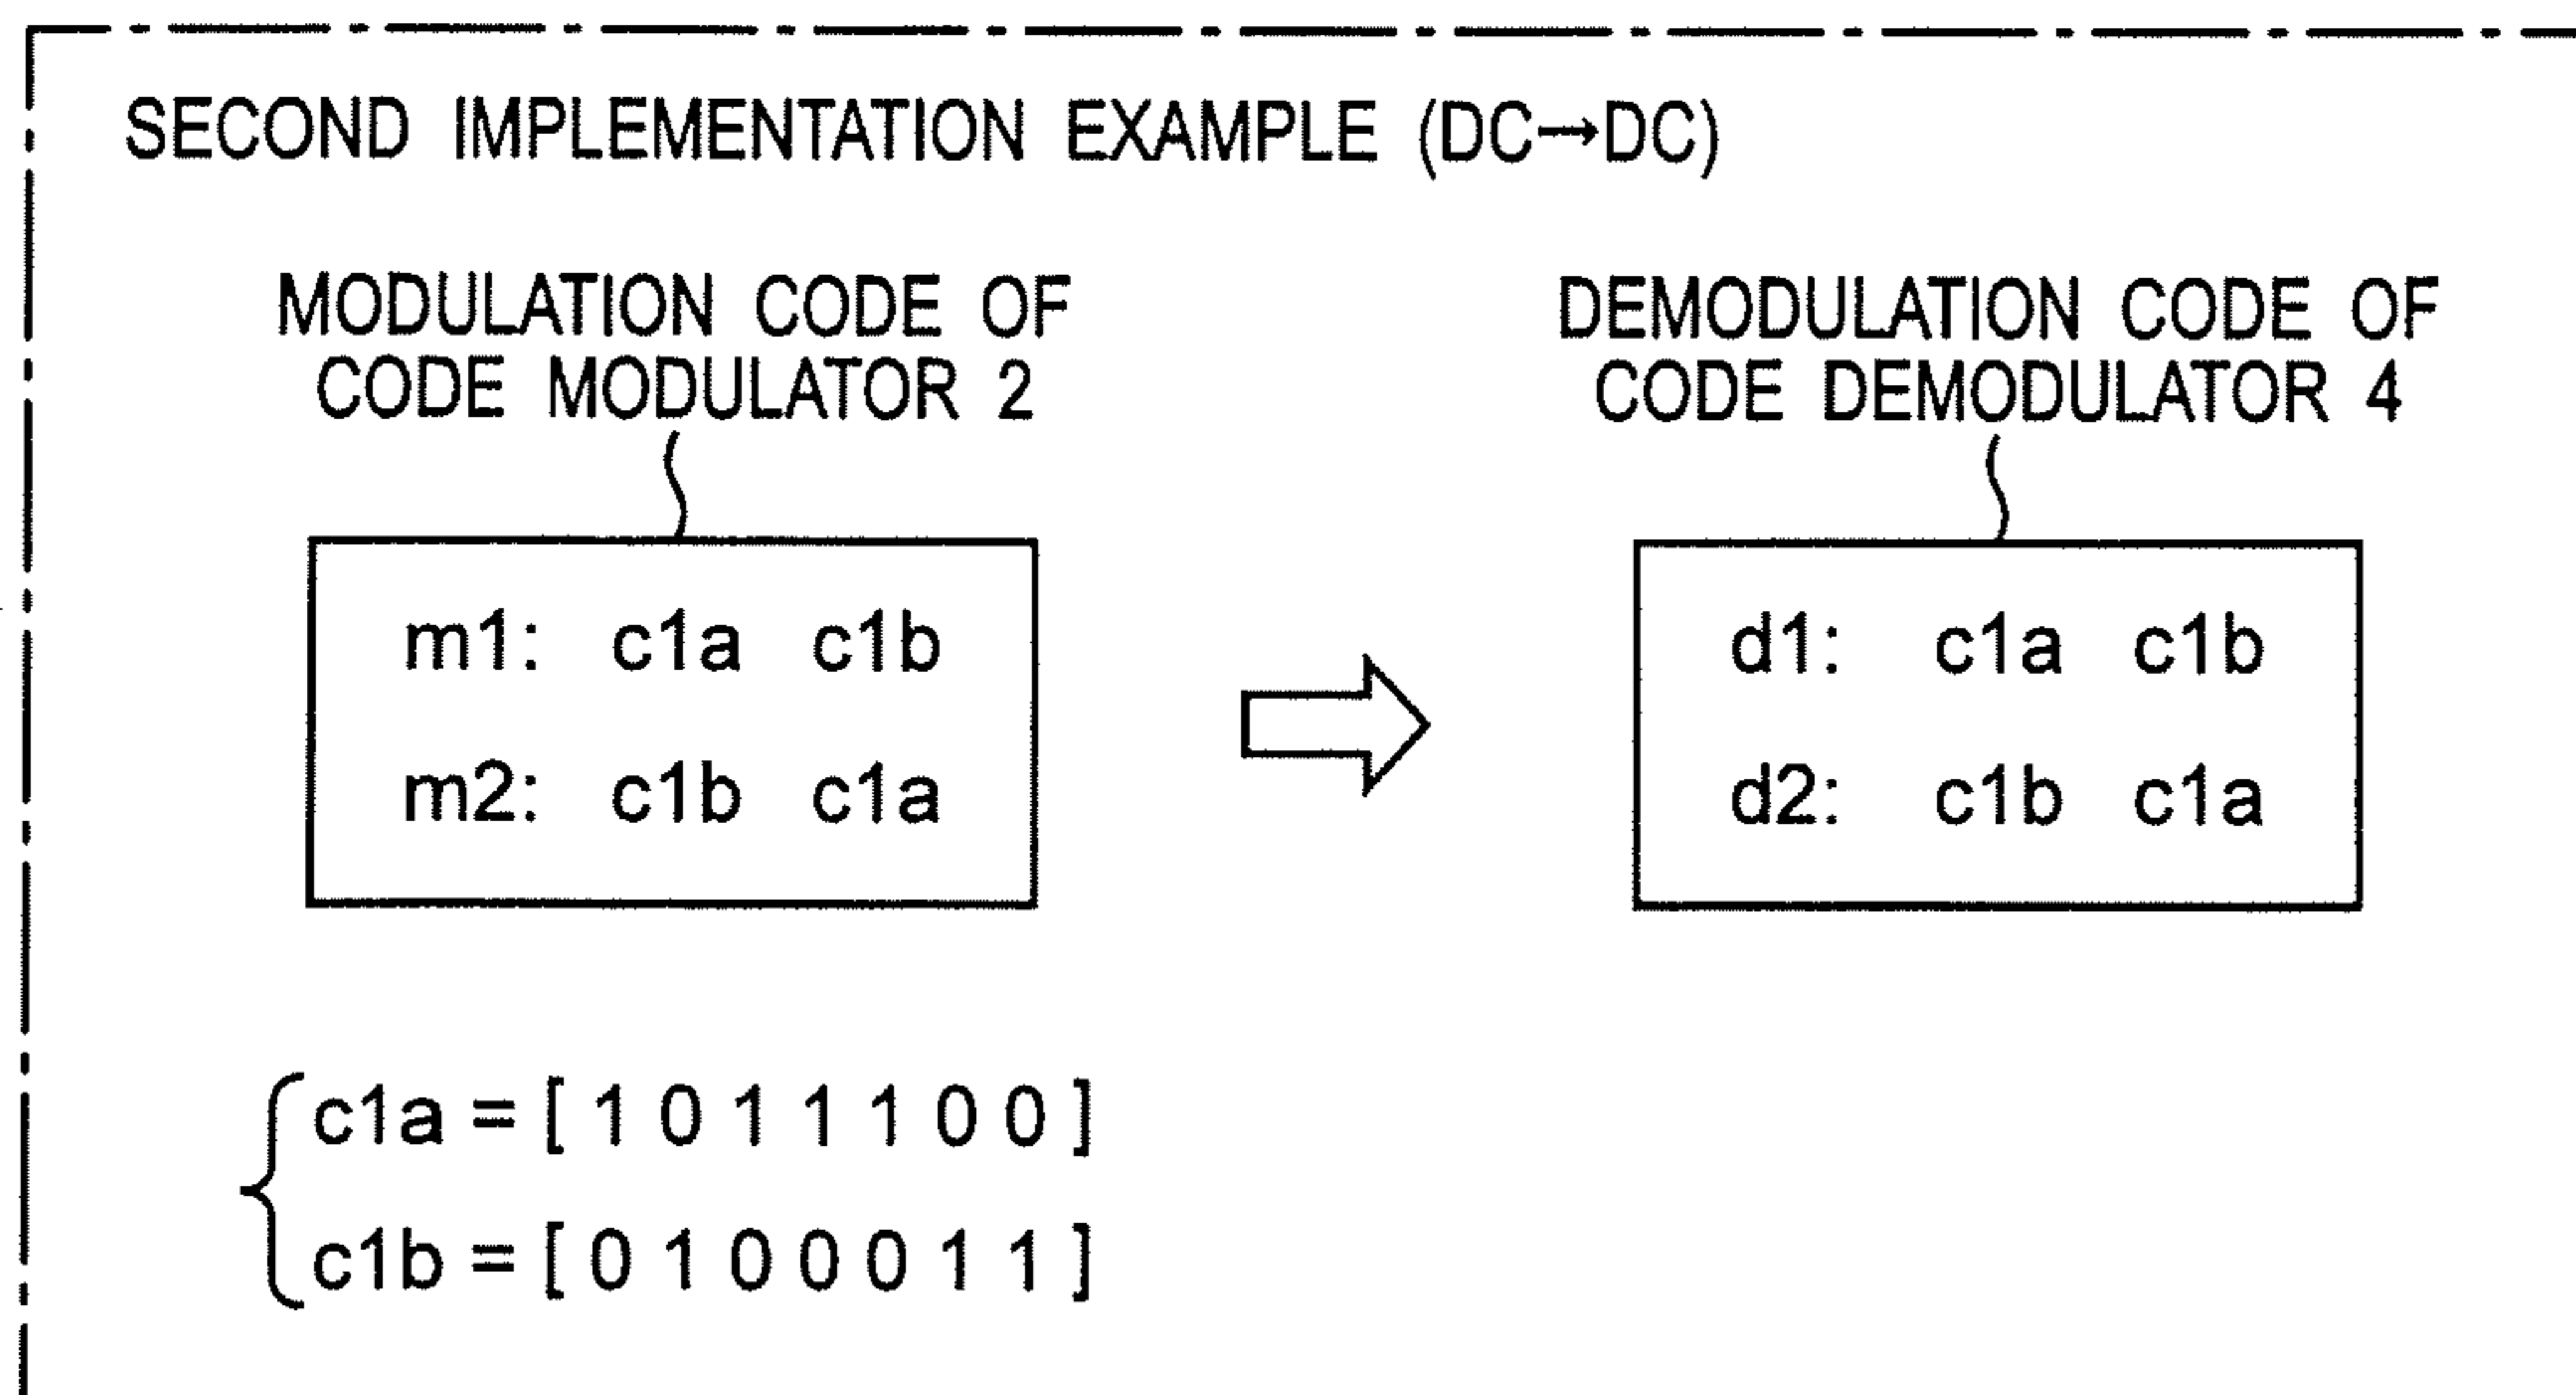 SECOND IMPLEMENTATION EXAMPLE (DC→DC)
MODULATION CODE OF
CODE MODULATOR 2
DEMODULATION CODE OF
CODE DEMODULATOR 4
m1: c1a c1b
m2: c1b c1a
d1: c1a c1b
d2: c1b c1a
c1a = [ 1 0 1 1 1 0 0 ]
c1b = [ 0 1 0 0 0 1 1 ]